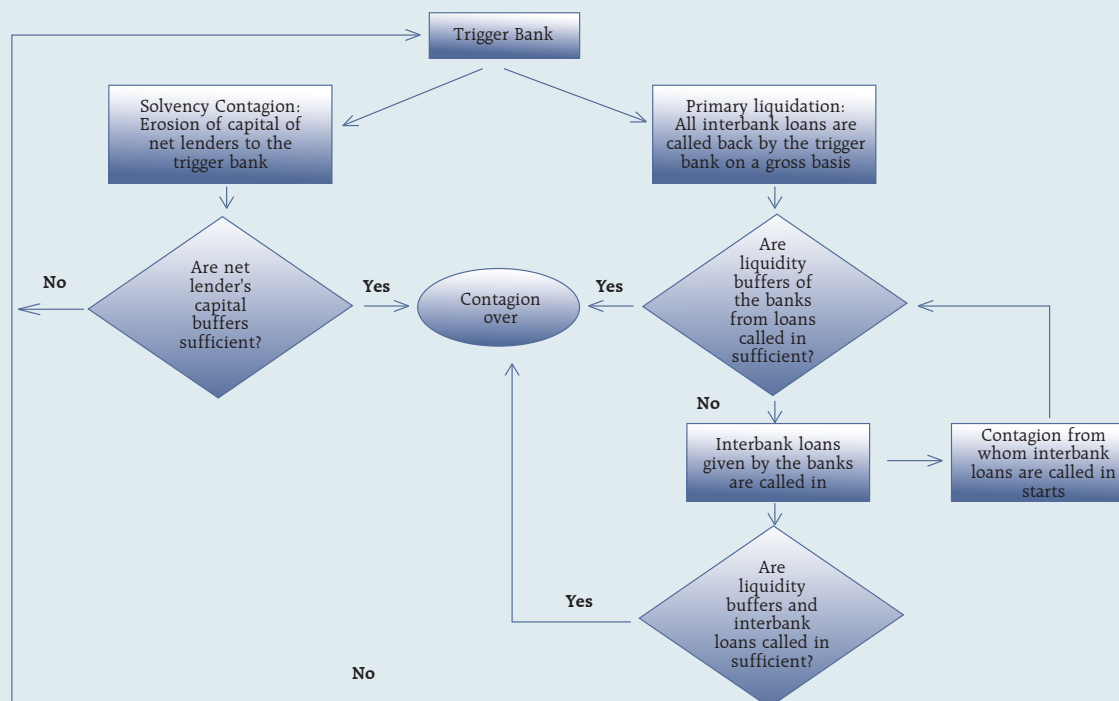 Trigger Bank
Solvency Contagion:
Erosion of capital of
net lenders to the
trigger bank
Primary liquidation:
All interbank loans are
called back by the trigger
bank on a gross basis
No
Are net
lender's
capital
buffers
sufficient?
Yes
Contagion
over
Yes
Are
liquidity
buffers of
the banks
from loans
called in
sufficient?
No
Interbank loans
given by the banks
are called in
Contagion from
whom interbank
loans are called in
starts
Yes
Are
liquidity
buffers and
interbank
loans called in
sufficient?
No